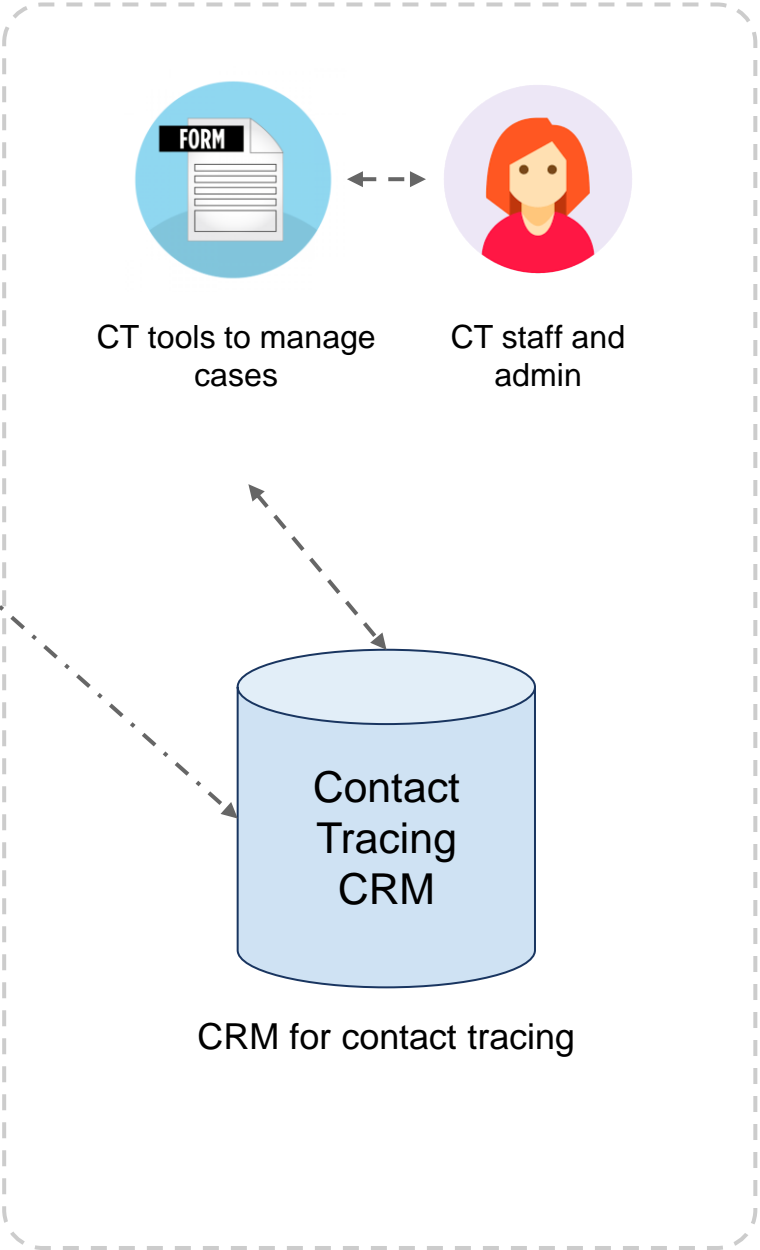 FORM
CT tools to manage
cases
CT staff and
admin
Contact
Tracing
CRM
CRM for contact tracing